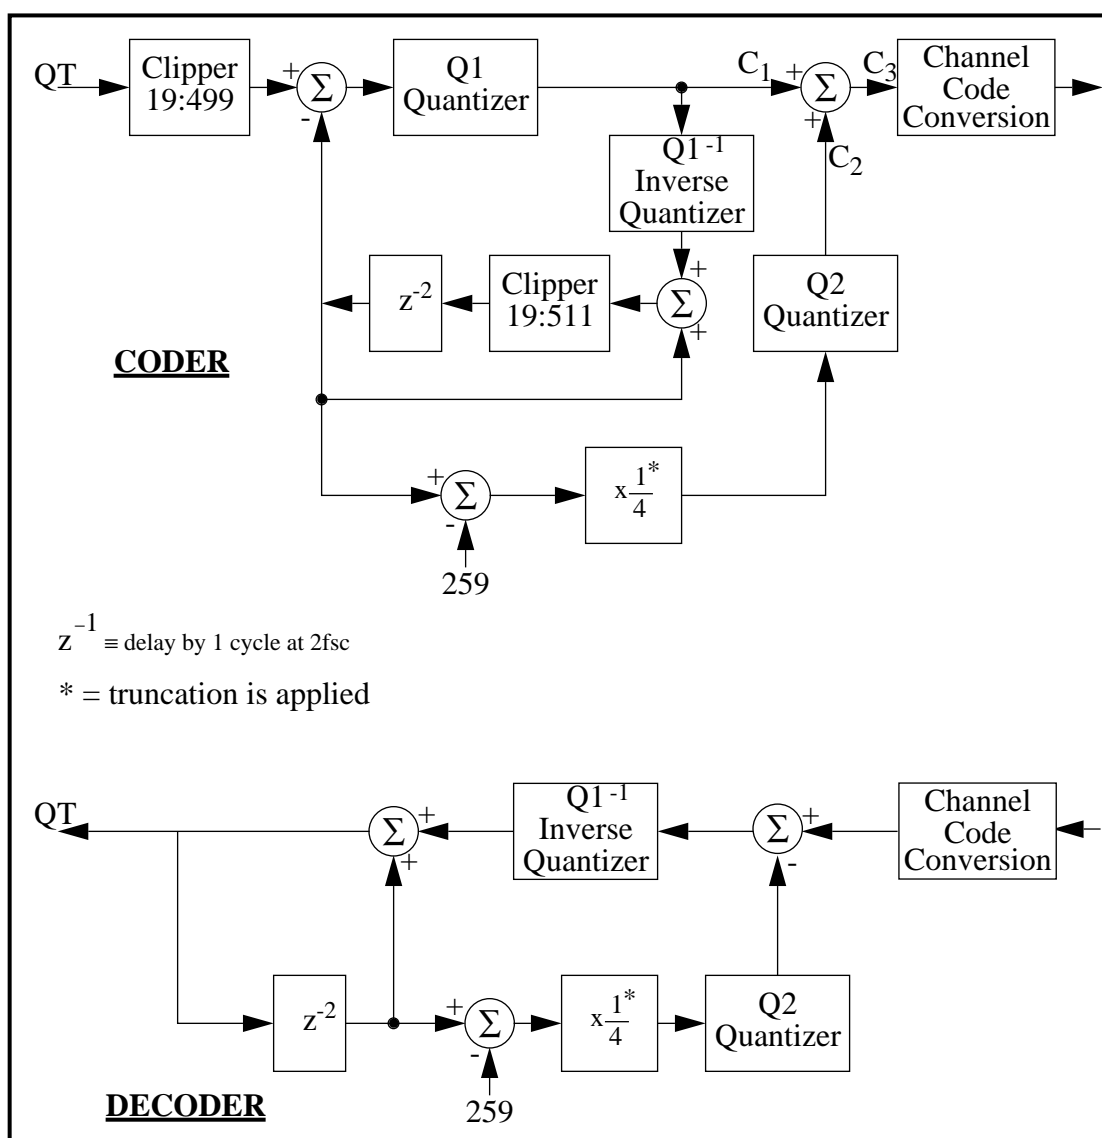 QT
Clipper
19:499
+
Σ
-
Q1
Quantizer
C1
+
Σ
+
C3
Channel
Code
Conversion
C2
Q1-1
Inverse
Quantizer
z-2
Clipper
19:511
+
Σ
+
Q2
Quantizer
CODER
+
Σ
-
259
x 1/4 *
z−1 ≡ delay by 1 cycle at 2fsc
* = truncation is applied
QT
Σ
+
+
Q1-1
Inverse
Quantizer
Σ
+
-
Channel
Code
Conversion
z-2
+
Σ
-
259
x 1/4 *
Q2
Quantizer
DECODER